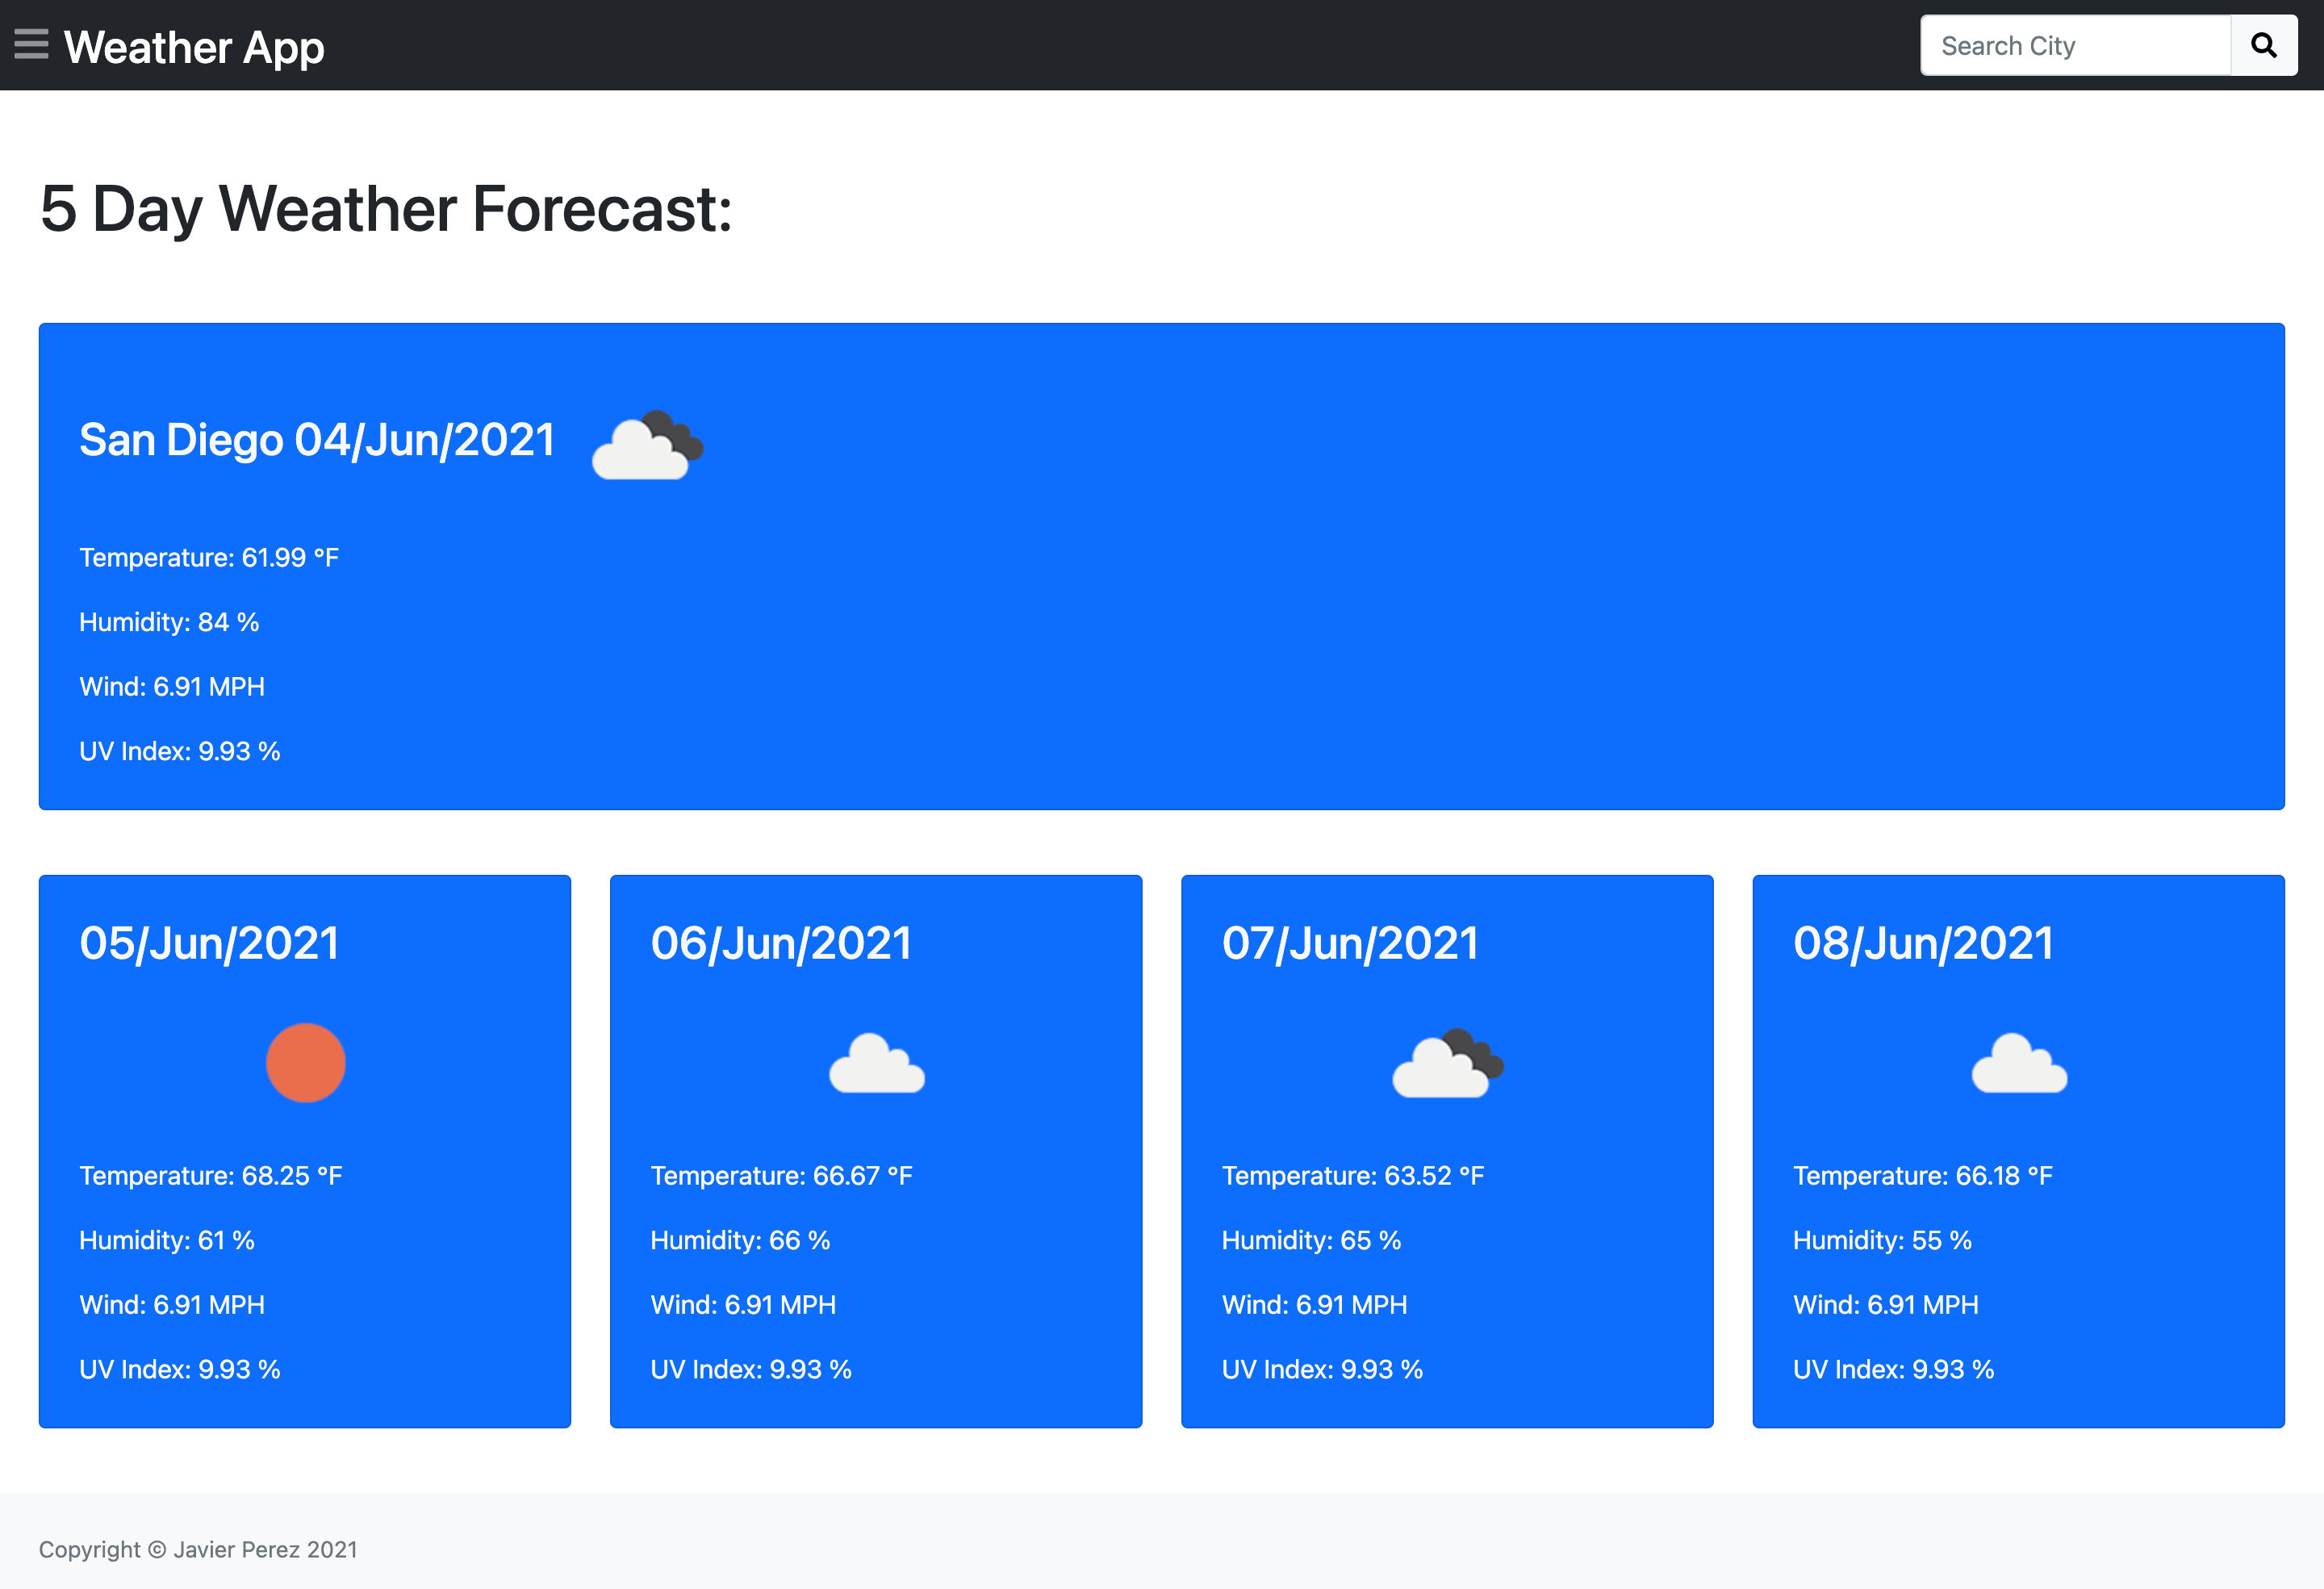 Weather App
Search City
5 Day Weather Forecast:
San Diego 04/Jun/2021
Temperature: 61.99 °F
Humidity: 84 %
Wind: 6.91 MPH
UV Index: 9.93 %
05/Jun/2021
Temperature: 68.25 °F
Humidity: 61 %
Wind: 6.91 MPH
UV Index: 9.93 %
06/Jun/2021
Temperature: 66.67 °F
Humidity: 66 %
Wind: 6.91 MPH
UV Index: 9.93 %
07/Jun/2021
Temperature: 63.52 °F
Humidity: 65 %
Wind: 6.91 MPH
UV Index: 9.93 %
08/Jun/2021
Temperature: 66.18 °F
Humidity: 55 %
Wind: 6.91 MPH
UV Index: 9.93 %
Copyright © Javier Perez 2021